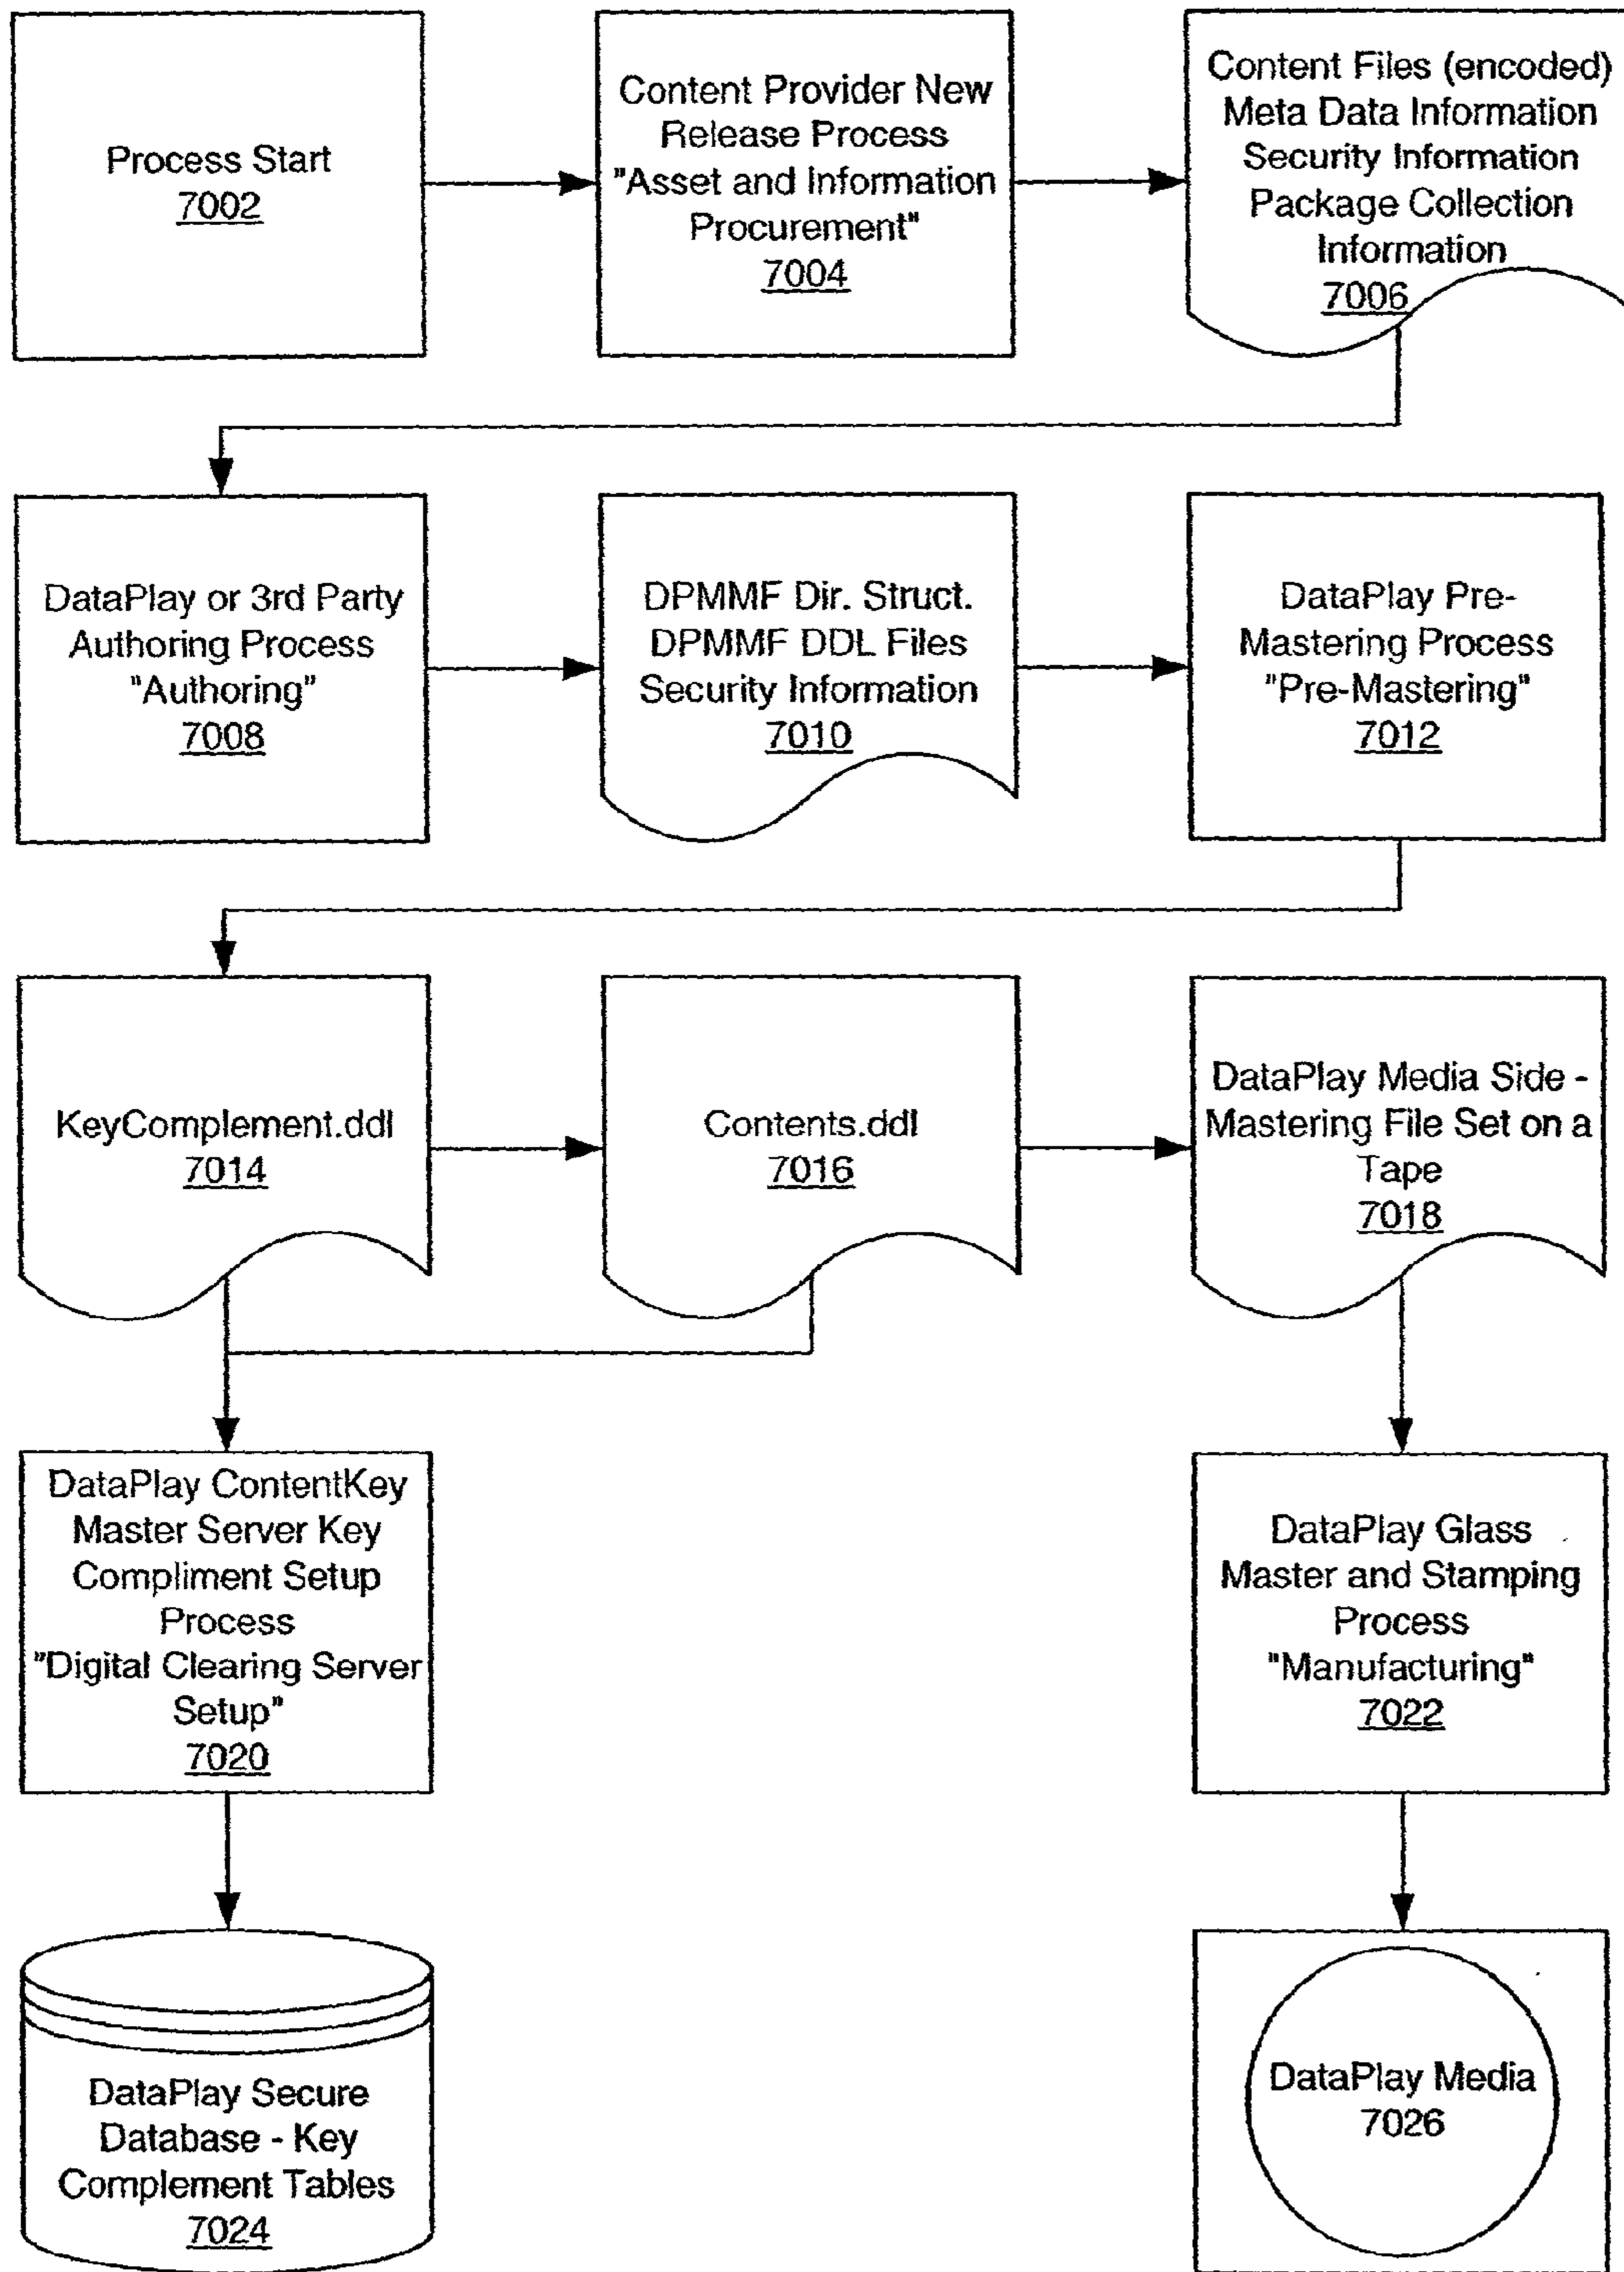 Process Start
7002
Content Provider New
Release Process
"Asset and Information
Procurement"
7004
Content Files (encoded)
Meta Data Information
Security Information
Package Collection
Information
7006
DataPlay or 3rd Party
Authoring Process
"Authoring"
7008
DPMMF Dir. Struct.
DPMMF DDL Files
Security Information
7010
DataPlay Pre-
Mastering Process
"Pre-Mastering"
7012
KeyComplement.ddl
7014
Contents.ddl
7016
DataPlay Media Side -
Mastering File Set on a
Tape
7018
DataPlay ContentKey
Master Server Key
Compliment Setup
Process
"Digital Clearing Server
Setup"
7020
DataPlay Glass
Master and Stamping
Process
"Manufacturing"
7022
DataPlay Secure
Database - Key
Complement Tables
7024
DataPlay Media
7026